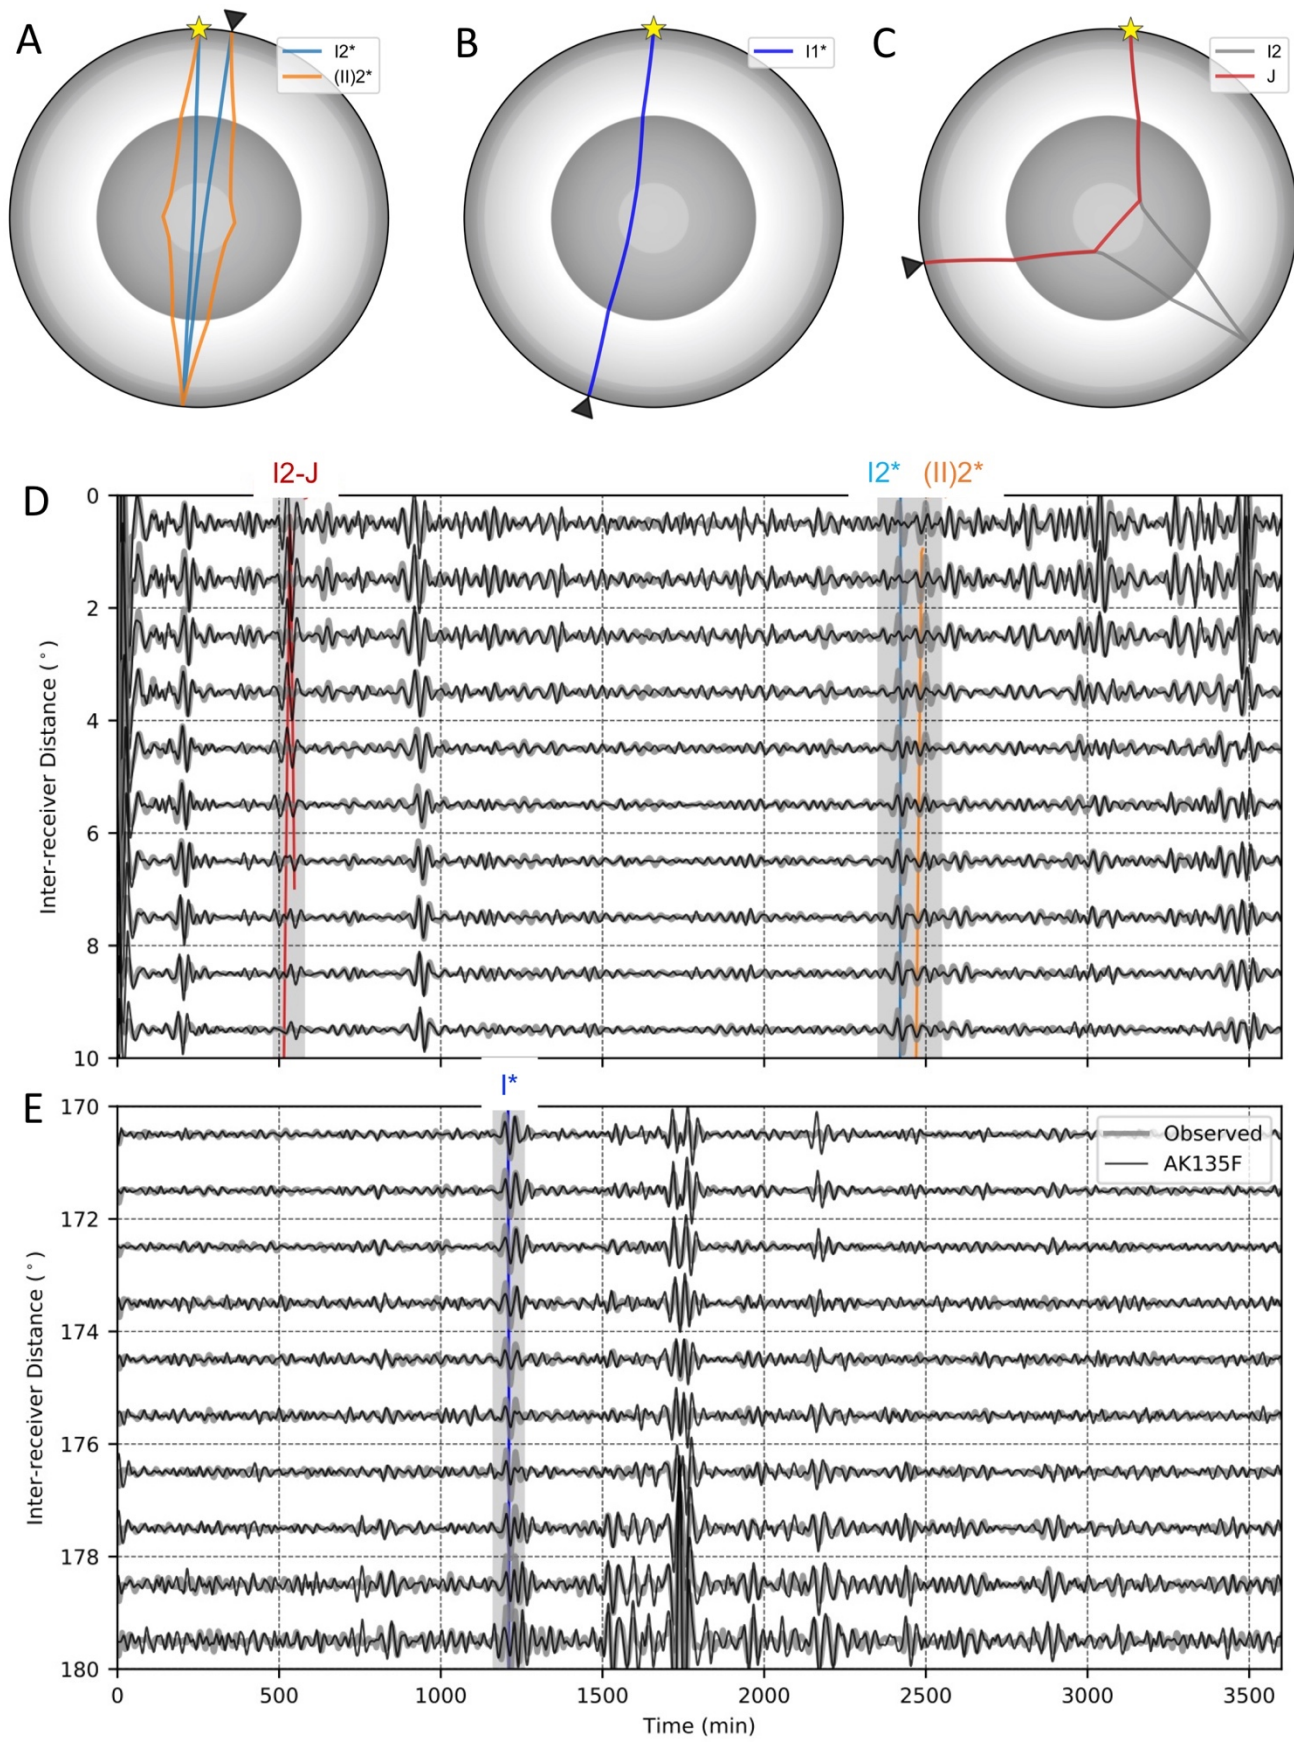 A
I2*
(II)2*
B
I1*
C
I2
J
I2-J
I2*
(II)2*
D
0
2
4
6
8
10
Inter-receiver Distance (°)
I*
E
170
172
174
176
178
180
Inter-receiver Distance (°)
Observed
AK135F
0
500
1000
1500
2000
2500
3000
3500
Time (min)